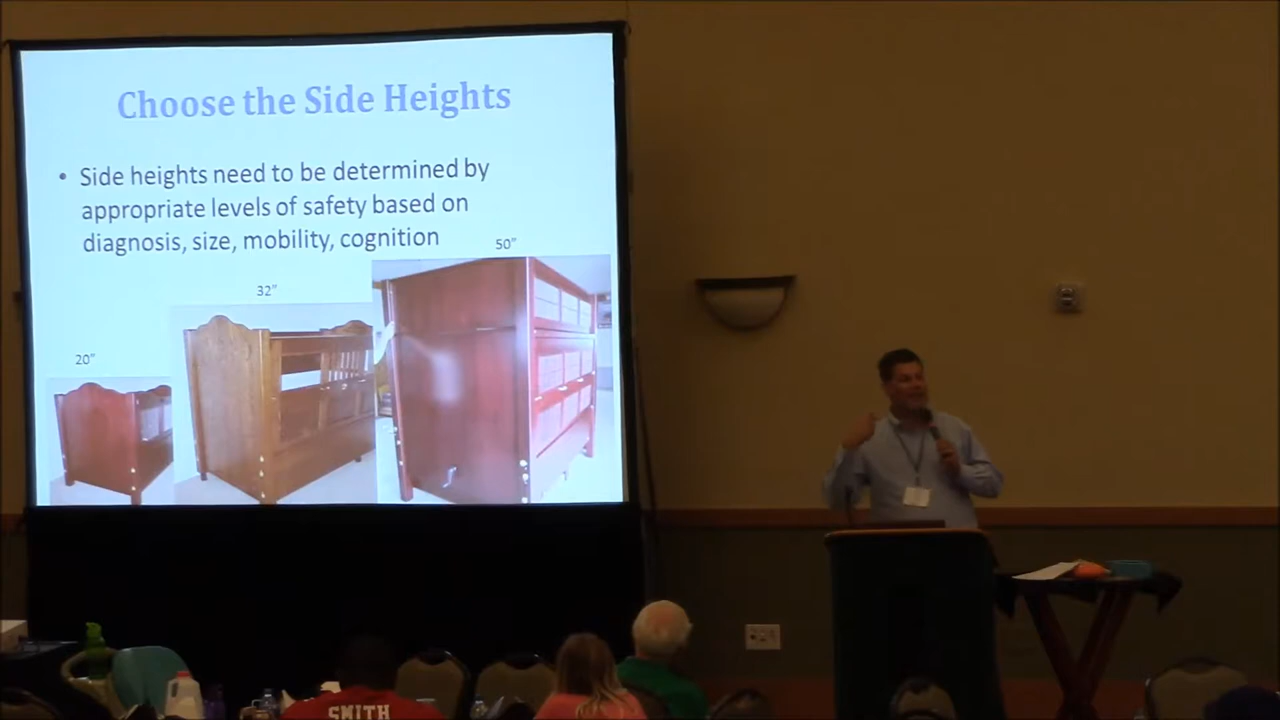 Choose the Side Heights
• Side heights need to be determined by
appropriate levels of safety based on
diagnosis, size, mobility, cognition
50"
32"
20"
SMITH